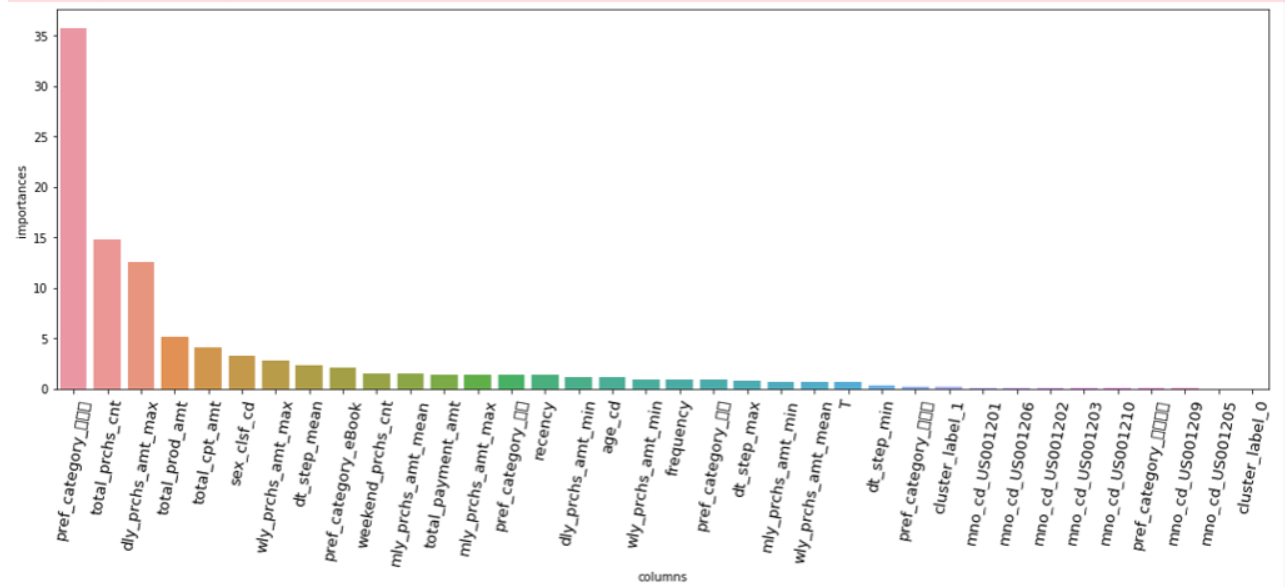 importances
35
30
25
20
15
10
5
0
pref_category_□□□
total_prchs_cnt
dly_prchs_amt_max
total_prod_amt
total_cpt_amt
sex_clsf_cd
wly_prchs_amt_max
dt_step_mean
pref_category_eBook
weekend_prchs_cnt
mly_prchs_amt_mean
total_payment_amt
mly_prchs_amt_max
pref_category_□□
recency
dly_prchs_amt_min
age_cd
wly_prchs_amt_min
frequency
pref_category_□□
dt_step_max
mly_prchs_amt_min
wly_prchs_amt_mean
T
dt_step_min
pref_category_□□□
cluster_label_1
mno_cd_US001201
mno_cd_US001206
mno_cd_US001202
mno_cd_US001203
mno_cd_US001210
pref_category_□□□□
mno_cd_US001209
mno_cd_US001205
cluster_label_0
columns